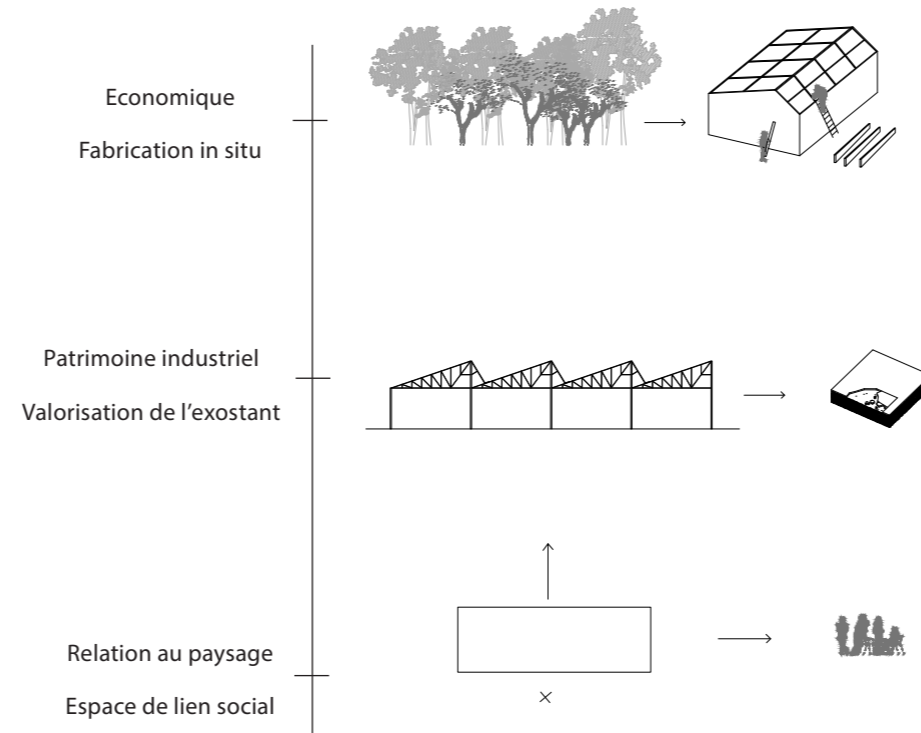 Economique
Fabrication in situ
Patrimoine industriel
Valorisation de l'exostant
Relation au paysage
Espace de lien social